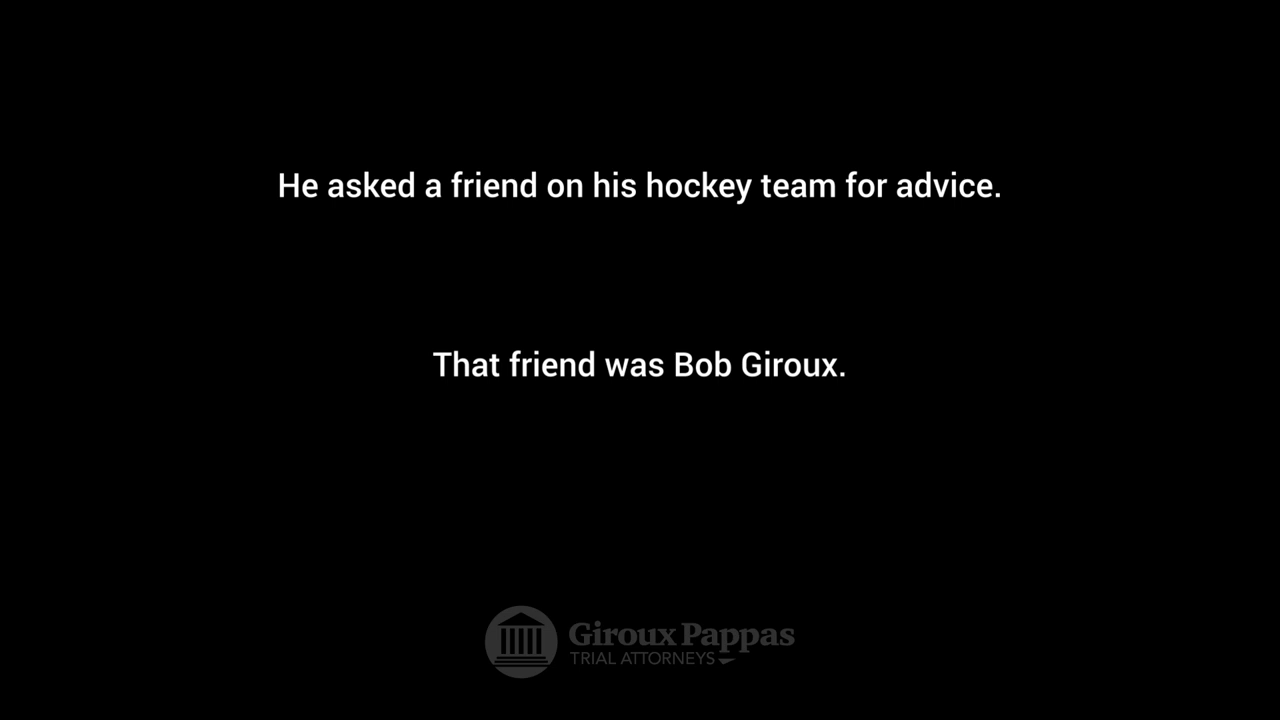 He asked a friend on his hockey team for advice.
That friend was Bob Giroux.
Giroux Pappas
TRIAL ATTORNEYS